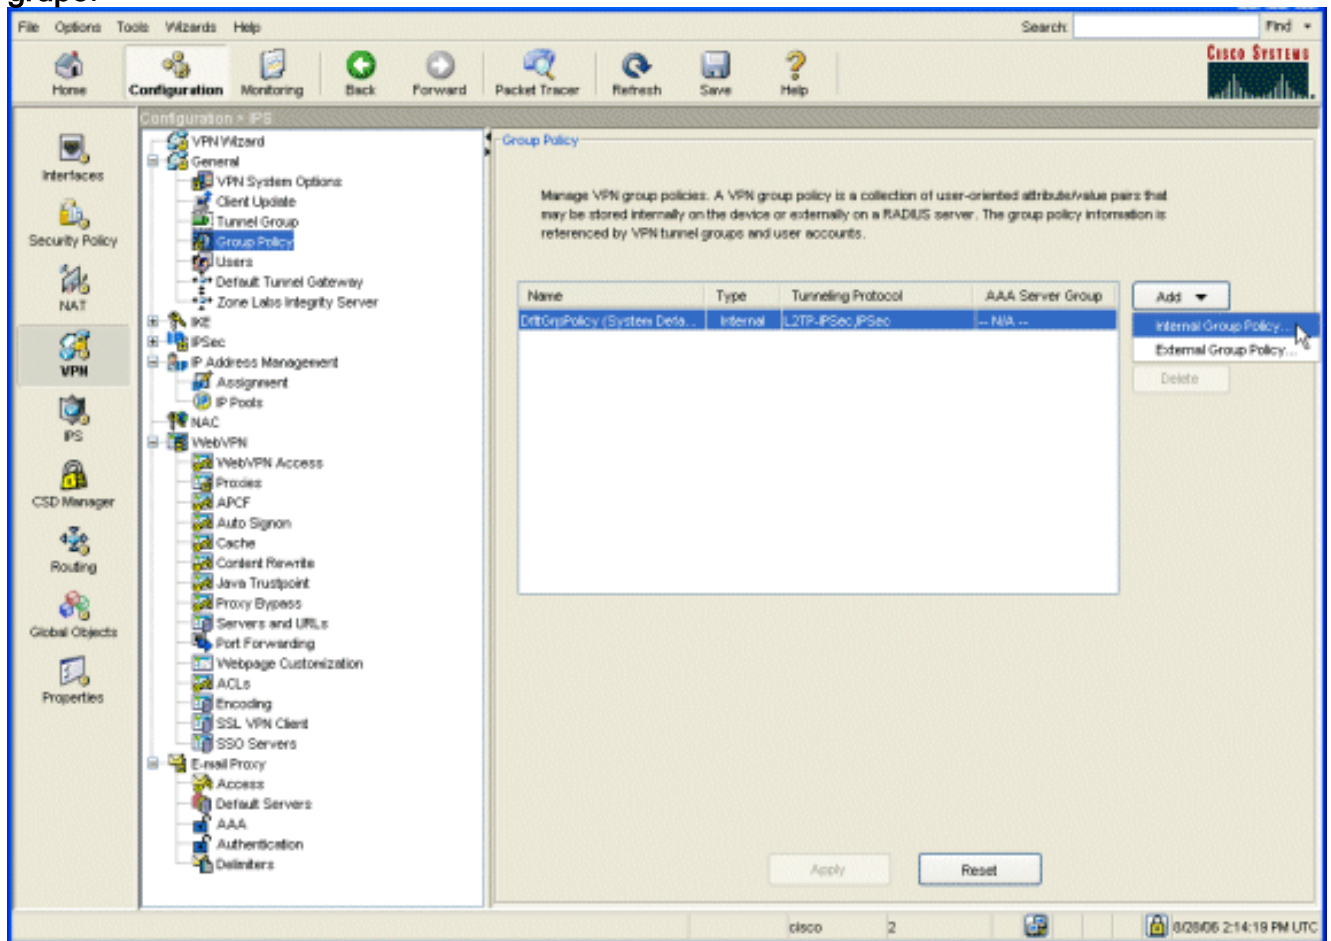 grupo.
File Options Tools Wizards Help Search: Find
Home Configuration Monitoring Back Forward Packet Tracer Refresh Save Help
CISCO SYSTEMS
Configuration > IPS
Interfaces
Security Policy
NAT
VPN
IPS
CSD Manager
Routing
Global Objects
Properties
VPN Wizard
General
VPN System Options
Client Update
Tunnel Group
Group Policy
Users
Default Tunnel Gateway
Zone Labs Integrity Server
IKE
IPSec
IP Address Management
Assignment
IP Pools
NAC
WebVPN
WebVPN Access
Proxies
APCF
Auto Signon
Cache
Content Rewrite
Java Trustpoint
Proxy Bypass
Servers and URLs
Port Forwarding
Webpage Customization
ACLs
Encoding
SSL VPN Client
SSO Servers
E-mail Proxy
Access
Default Servers
AAA
Authentication
Delimiters
Group Policy
Manage VPN group policies. A VPN group policy is a collection of user-oriented attribute/value pairs that
may be stored internally on the device or externally on a RADIUS server. The group policy information is
referenced by VPN tunnel groups and user accounts.
Name Type Tunneling Protocol AAA Server Group
DfltGrpPolicy (System Defa... Internal L2TP-IPSec,IPSec -- N/A --
Add
Internal Group Policy...
External Group Policy...
Delete
Apply Reset
cisco 2 8/28/06 2:14:19 PM UTC